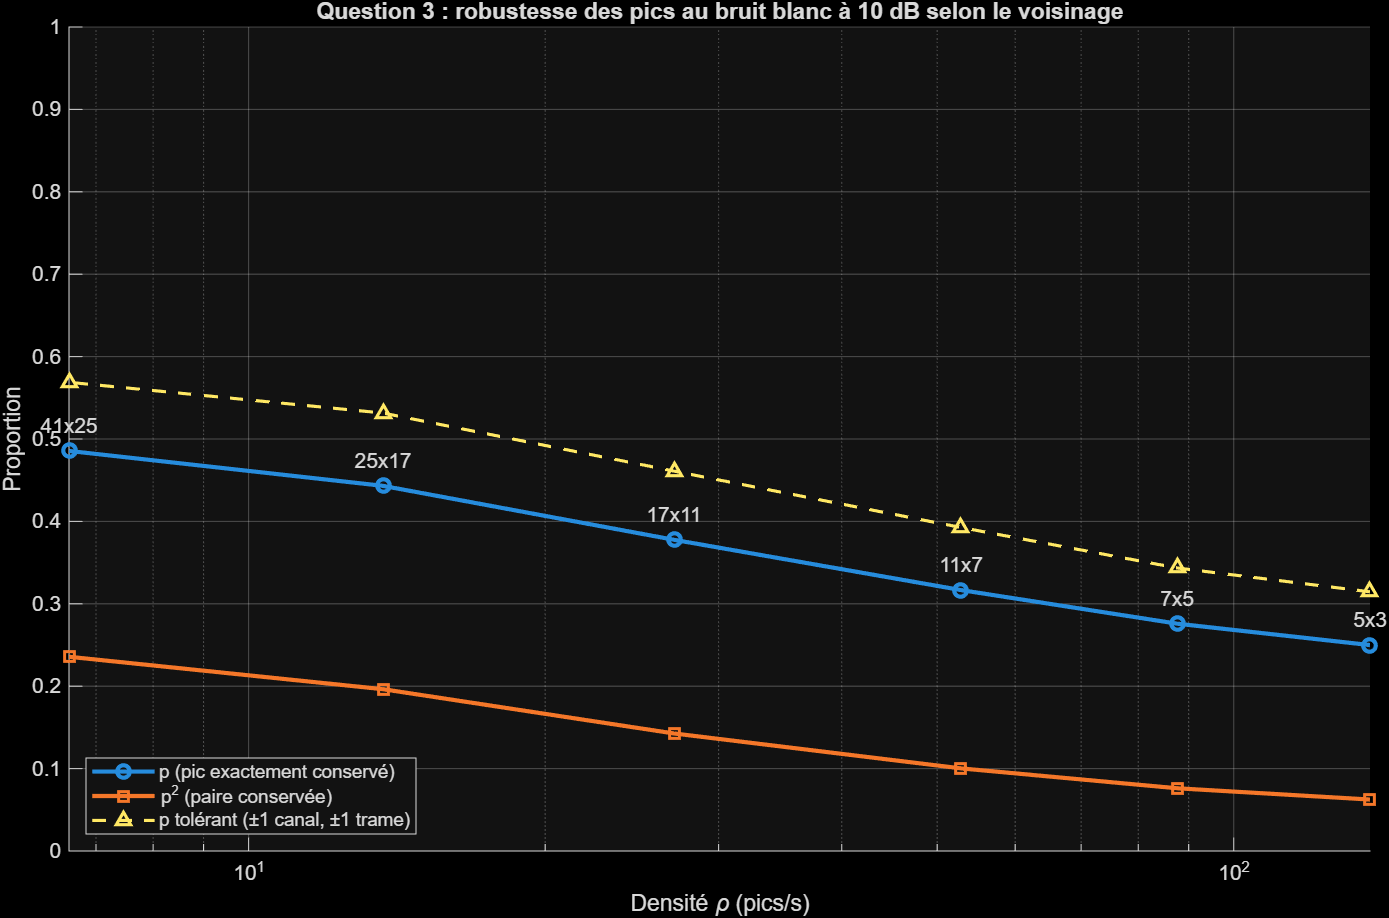 Question 3 : robustesse des pics au bruit blanc à 10 dB selon le voisinage
1
0.9
0.8
0.7
0.6
0.5
0.4
0.3
0.2
0.1
0
Proportion
41x25
25x17
17x11
11x7
7x5
5x3
p (pic exactement conservé)
p² (paire conservée)
p tolérant (±1 canal, ±1 trame)
10¹
10²
Densité ρ (pics/s)